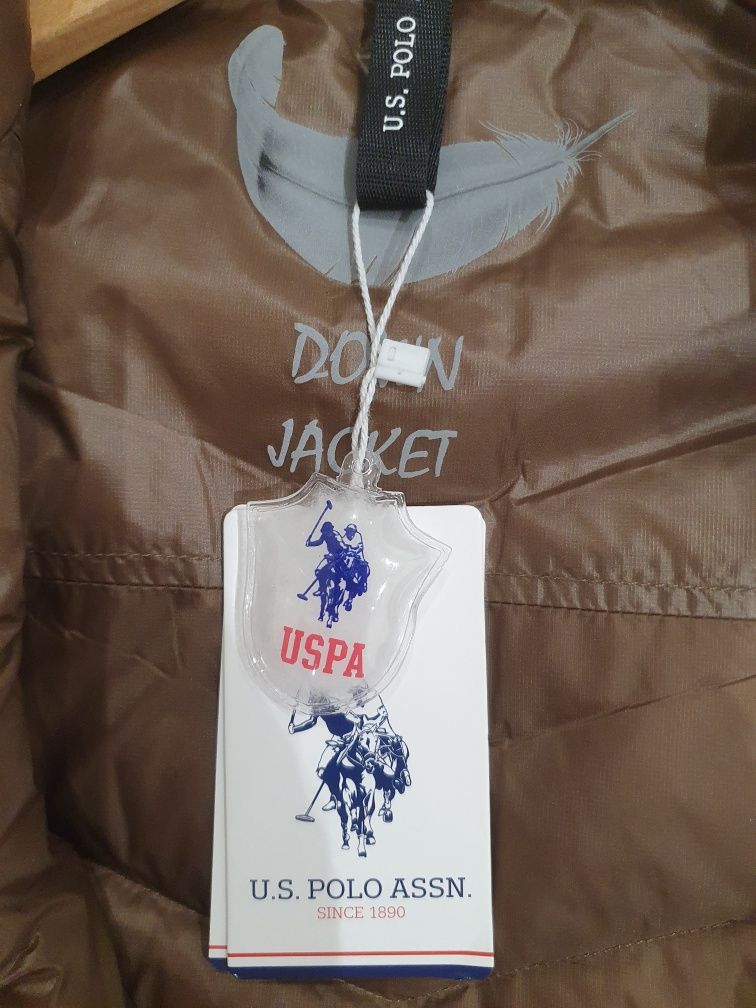 U.S. POLO
DOWN
JACKET
USPA
U.S. POLO ASSN.
SINCE 1890